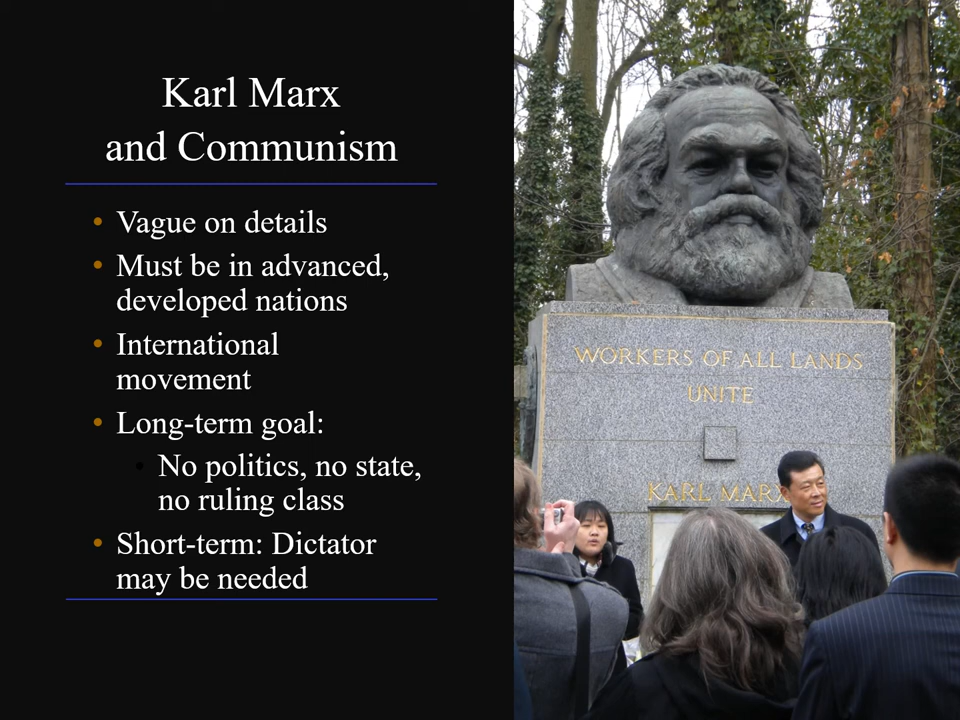 Karl Marx
and Communism
• Vague on details
• Must be in advanced,
developed nations
• International
movement
• Long-term goal:
• No politics, no state,
no ruling class
• Short-term: Dictator
may be needed
WORKERS OF ALL LANDS
UNITE
KARL MARX